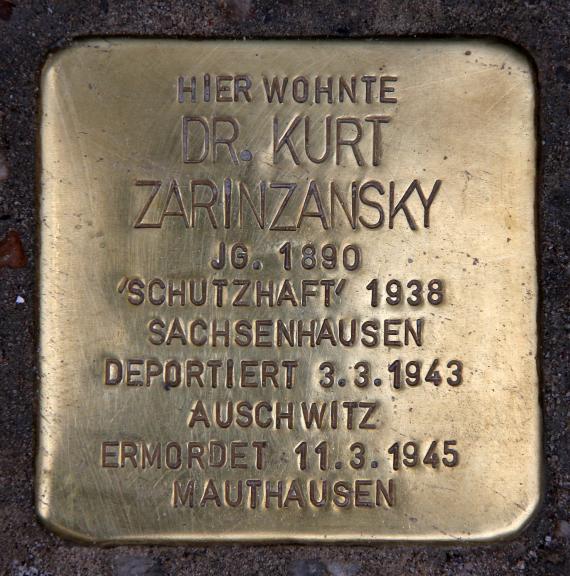 HIER WOHNTE
DR. KURT
ZARINZANSKY
JG. 1890
'SCHUTZHAFT' 1938
SACHSENHAUSEN
DEPORTIERT 3.3.1943
AUSCHWITZ
ERMORDET 11.3.1945
MAUTHAUSEN